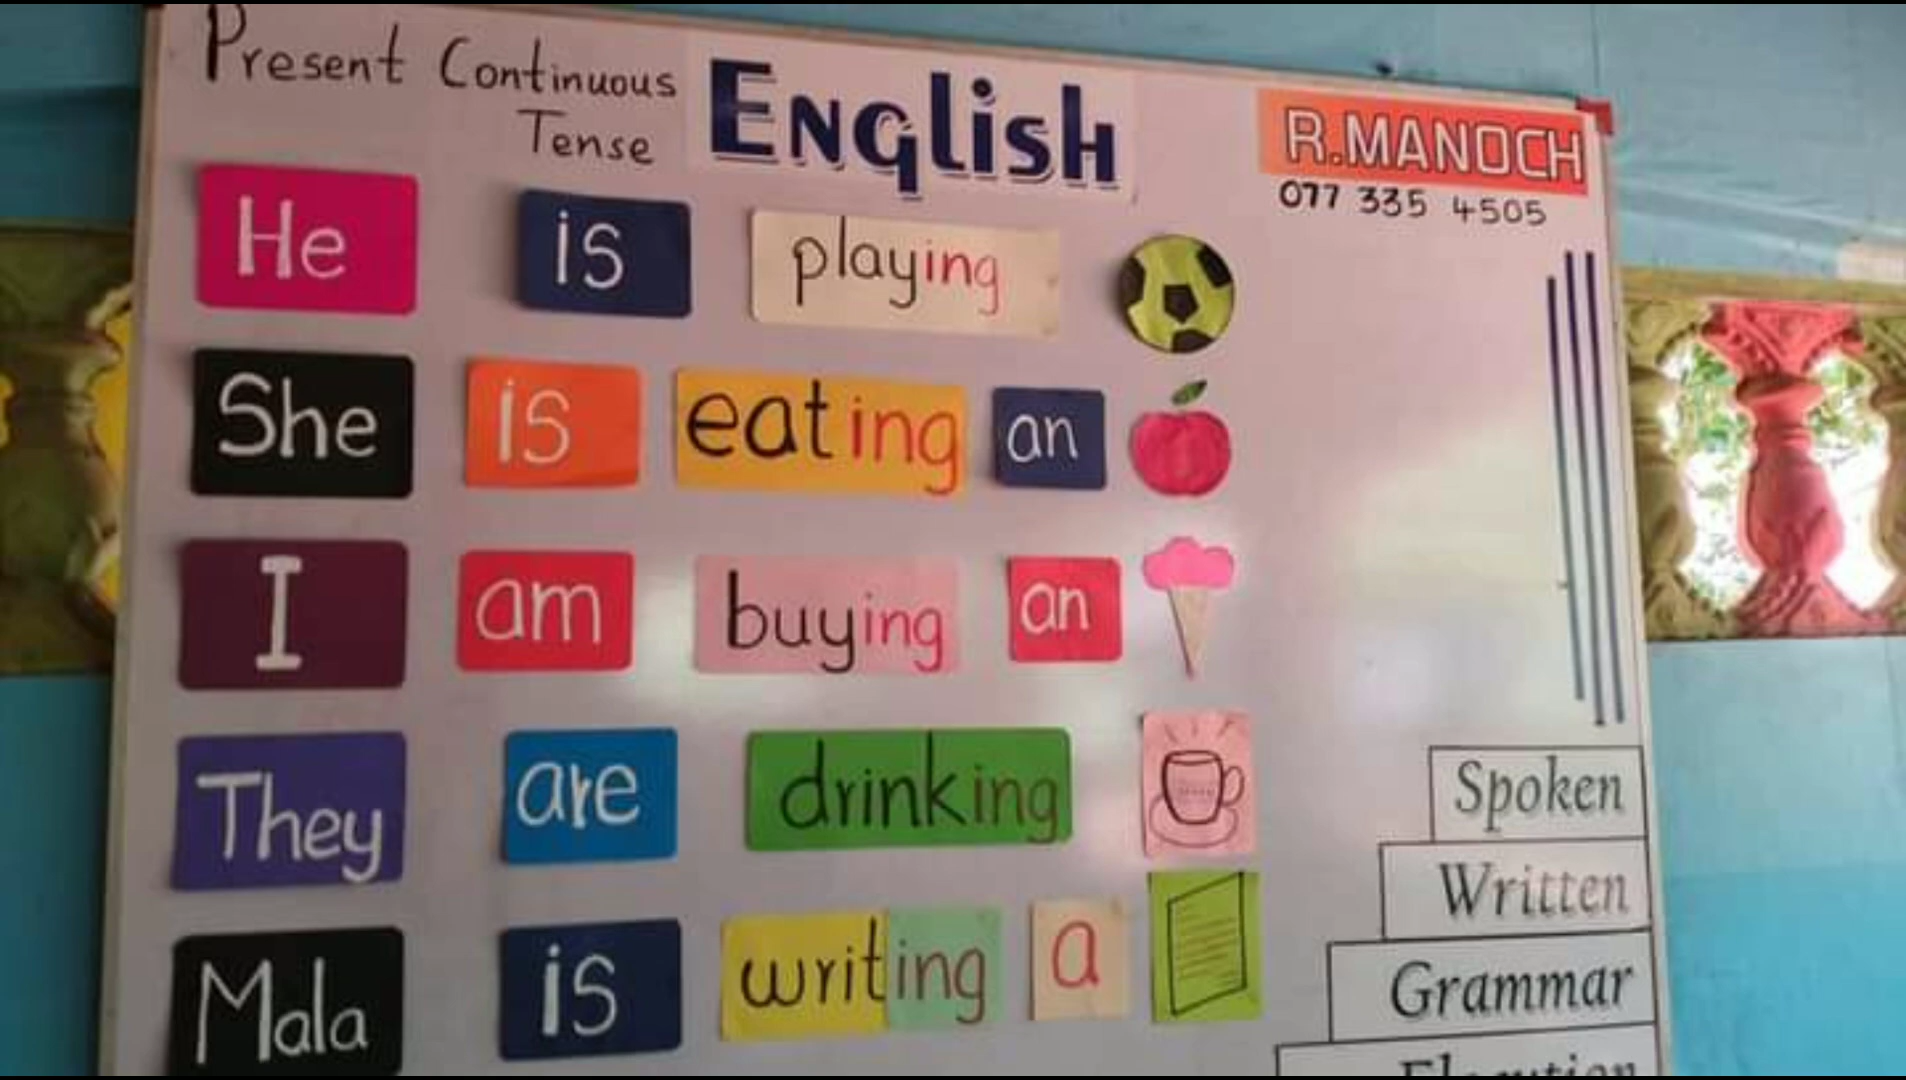 Present Continuous
Tense
English
R.MANOCH
077 335 4505
He is playing
She is eating an
I am buying an
They are drinking
Mala is writing a
Spoken
Written
Grammar
Elocution